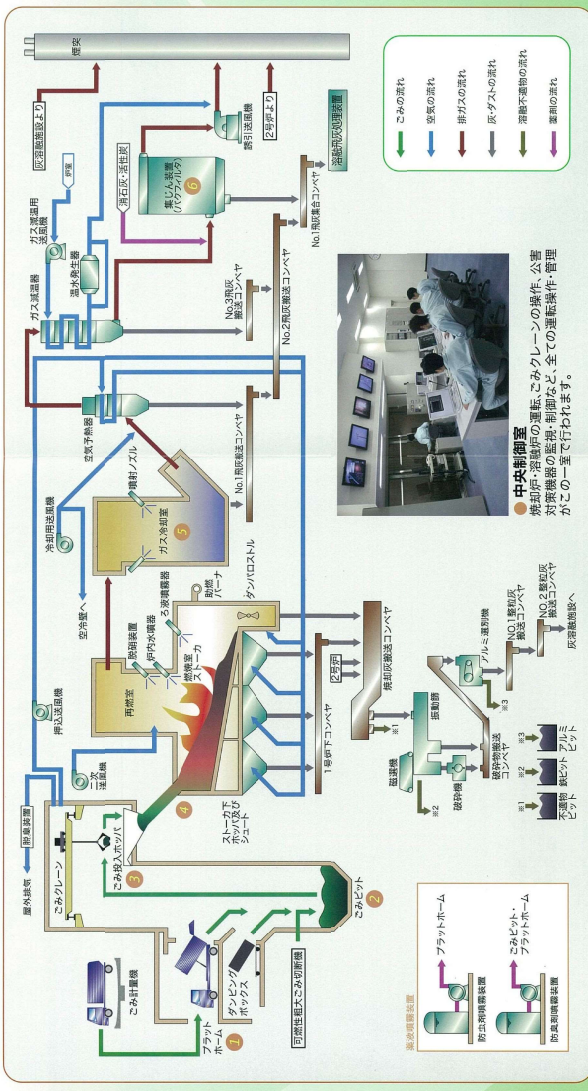 ごみ計量機
プラットホーム
1
ダンピングボックス
可燃性粗大ごみ切断機
ごみピット
2
屋外排気
脱臭装置
ごみクレーン
ごみ投入ホッパ
3
押込送風機
二次送風機
再燃室
脱硝装置
炉内水噴器
ろ液噴霧器
燃焼室
ストーカ
助燃バーナ
ダンパロストル
4
ストーカ下
ホッパ及び
シュート
1号炉下コンベヤ
冷却用送風機
空冷壁へ
噴射ノズル
ガス冷却室
5
空気予熱器
No.1飛灰搬送コンベヤ
ガス減温器
ガス減温用
送風機
炉室
温水発生器
No.3飛灰
搬送コンベヤ
No.2飛灰搬送コンベヤ
消石灰・活性炭
集じん装置
(バグフィルタ)
6
No.1飛灰集合コンベヤ
溶融飛灰処理装置
灰溶融施設より
誘引送風機
2号炉より
煙突
2号炉
焼却灰搬送コンベヤ
※1
磁選機
※2
振動篩
破砕機
破砕物搬送
コンベヤ
アルミ選別機
※3
NO.1整粒灰
搬送コンベヤ
NO.2整粒灰
搬送コンベヤ
灰溶融施設へ
※1
不適物
ピット
※2
鉄ピット
※3
アルミ
ピット
薬液噴霧装置
プラットホーム
防虫剤噴霧装置
ごみピット・
プラットホーム
防臭剤噴霧装置
●中央制御室
焼却炉・溶融炉の運転、ごみクレーンの操作、公害
対策機器の監視・制御など、全ての運転操作・管理
がこの一室で行われます。
ごみの流れ
空気の流れ
排ガスの流れ
灰・ダストの流れ
溶融不適物の流れ
薬剤の流れ